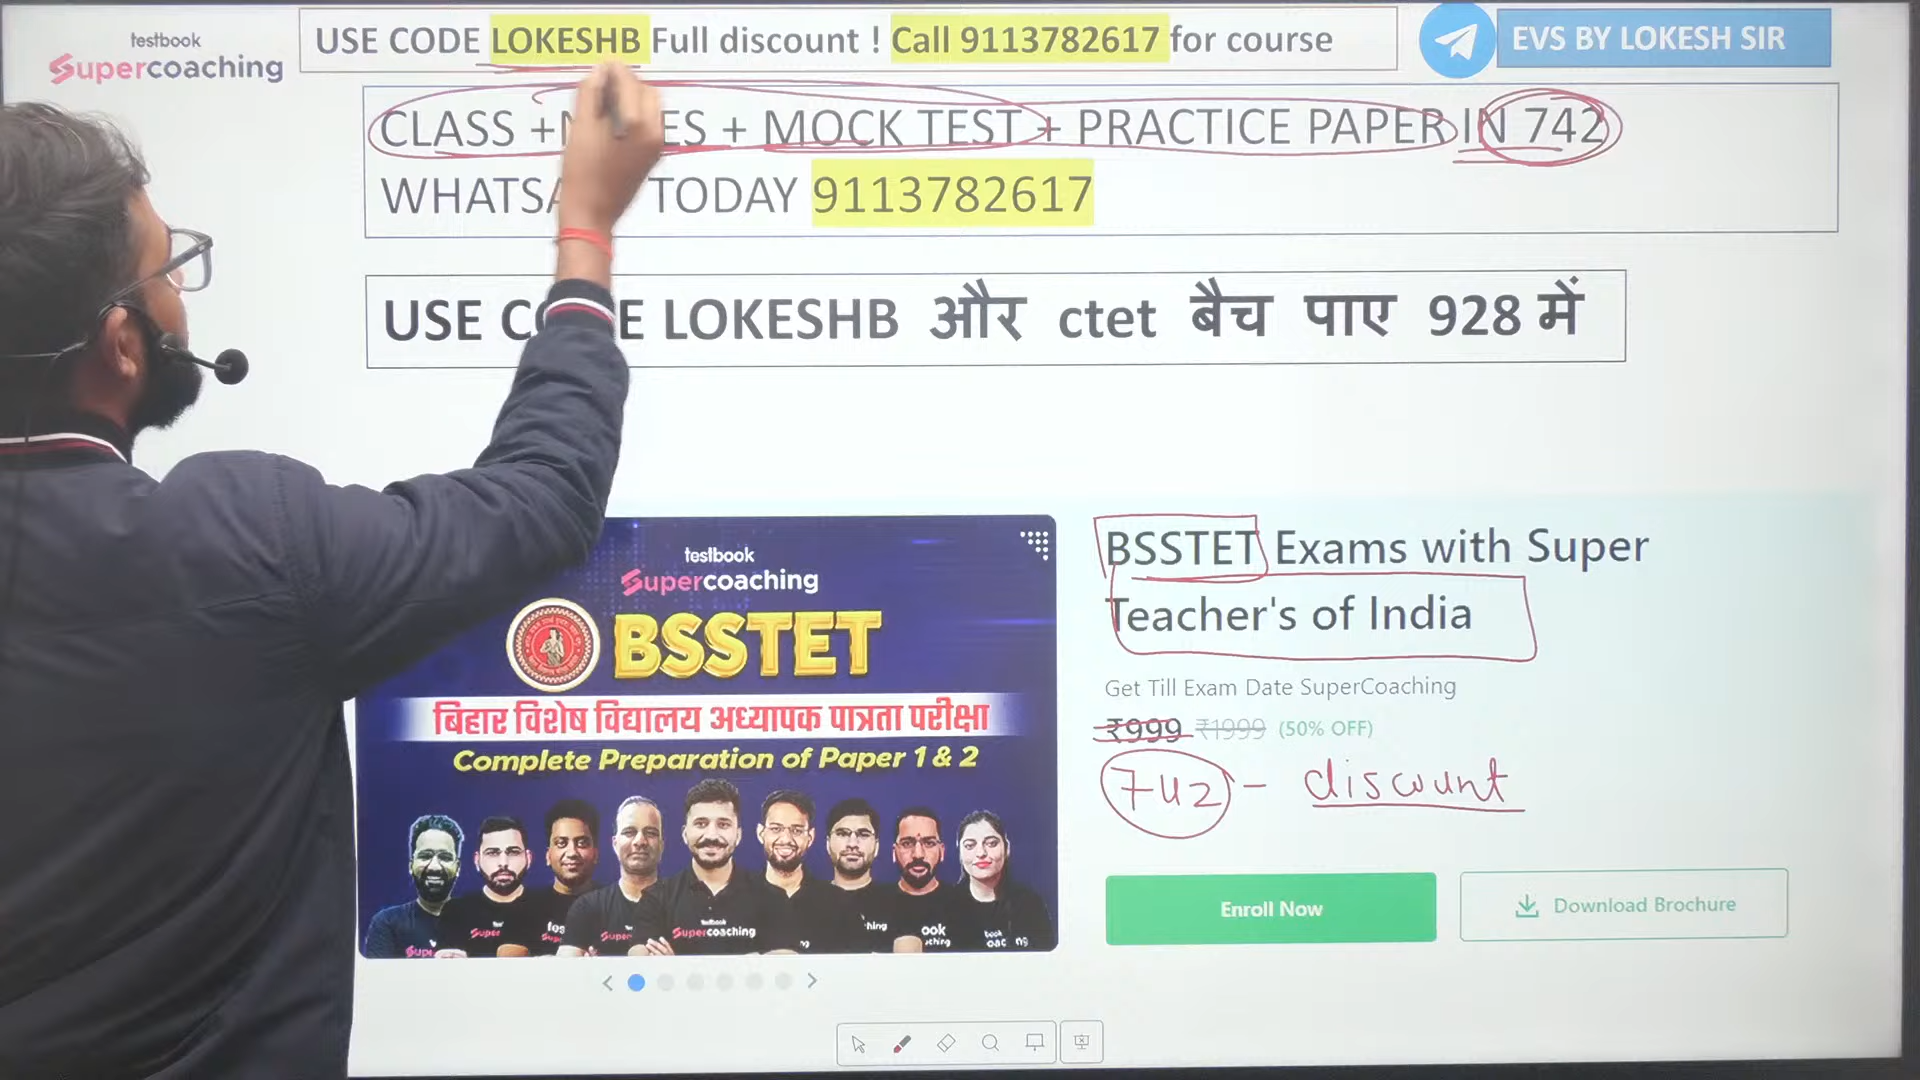 testbook
Supercoaching
USE CODE LOKESHB Full discount ! Call 9113782617 for course
EVS BY LOKESH SIR
CLASS + + MOCK TEST + PRACTICE PAPER IN 742
TODAY 9113782617
USE LOKESHB और ctet बैच पाए 928 में
testbook
Supercoaching
BSSTET
बिहार विशेष विद्यालय अध्यापक पात्रता परीक्षा
Complete Preparation of Paper 1 & 2
testbook
Supercoaching
BSSTET Exams with Super
Teacher's of India
Get Till Exam Date SuperCoaching
₹999 ₹1999 (50% OFF)
742 - discount
Enroll Now
Download Brochure